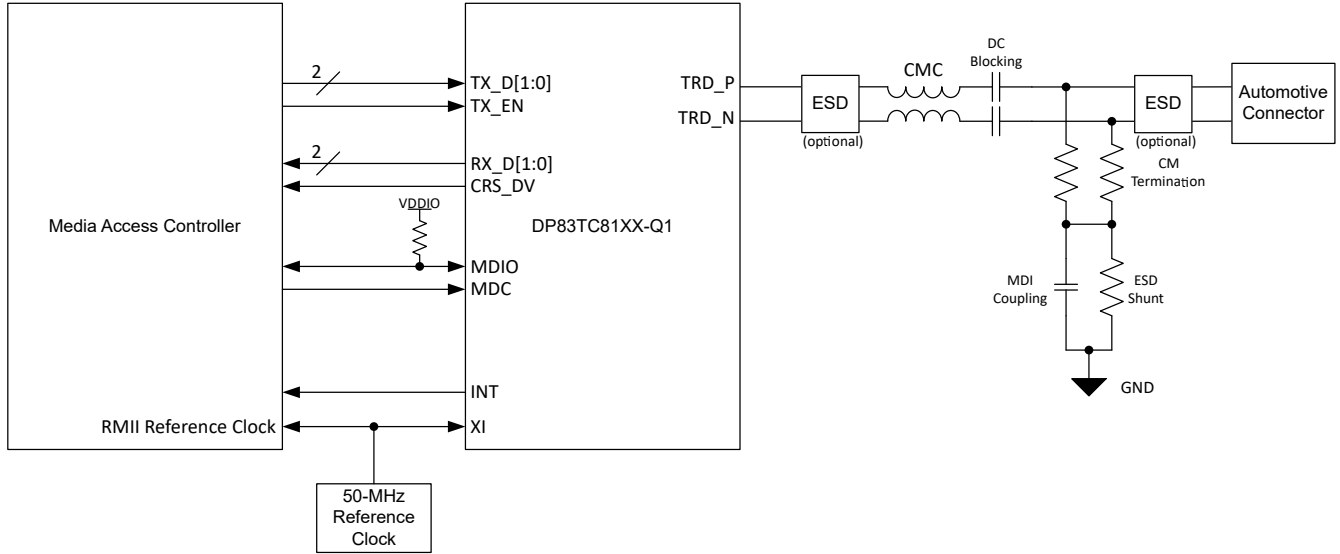 Media Access Controller
RMII Reference Clock
2
2
VDDIO
50-MHz
Reference
Clock
TX_D[1:0]
TX_EN
RX_D[1:0]
CRS_DV
MDIO
MDC
INT
XI
DP83TC81XX-Q1
TRD_P
TRD_N
ESD
(optional)
CMC
DC
Blocking
ESD
(optional)
Automotive
Connector
CM
Termination
MDI
Coupling
ESD
Shunt
GND